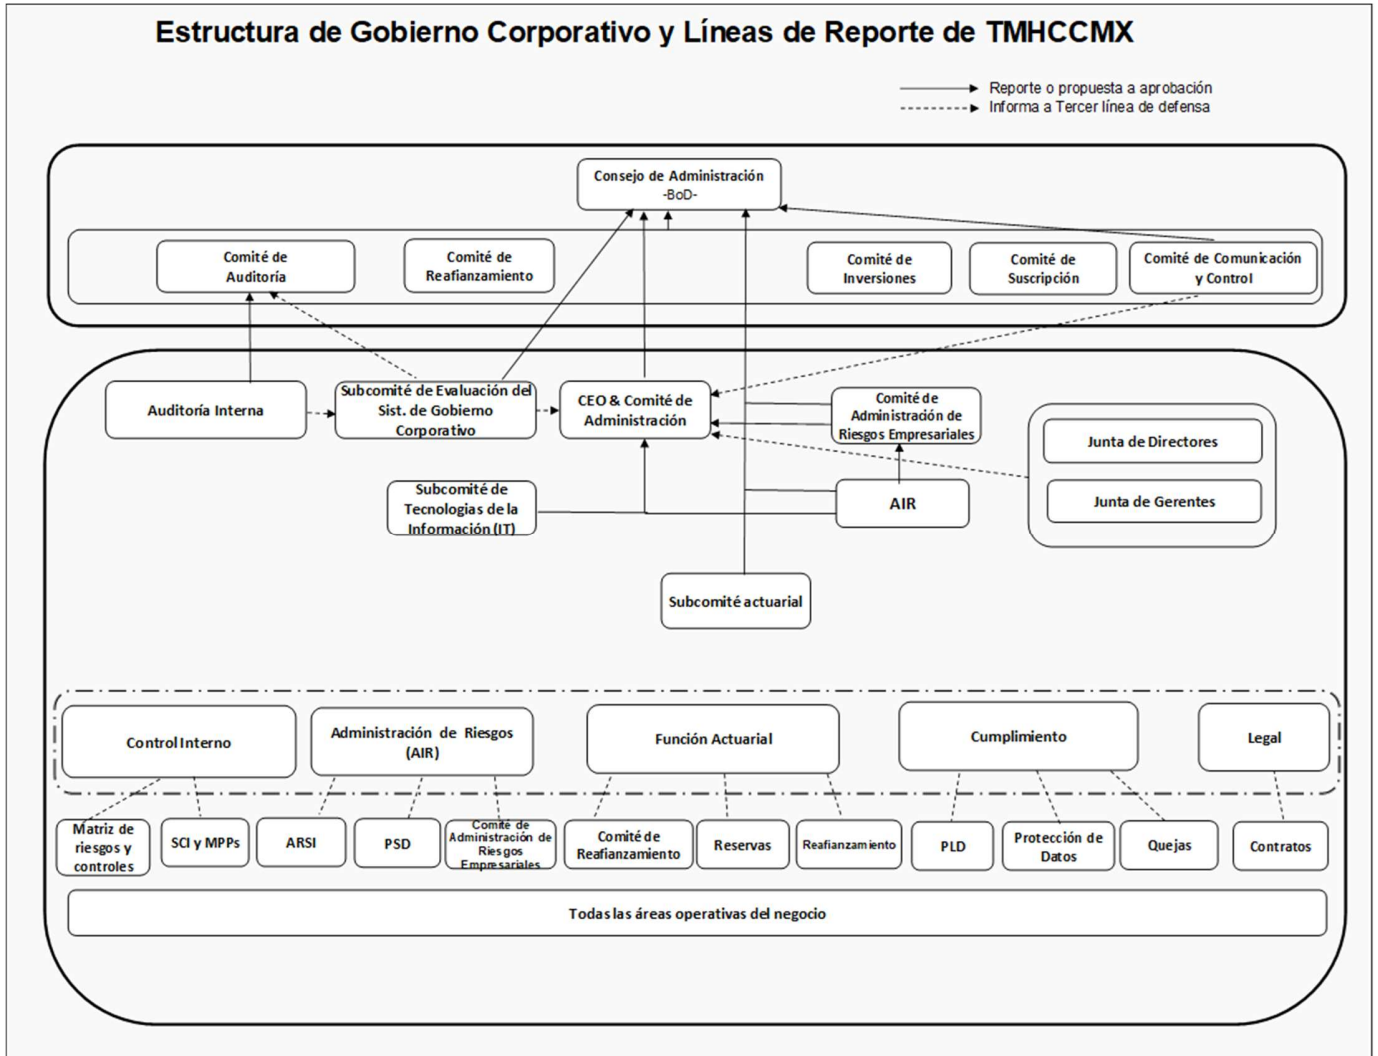 Estructura de Gobierno Corporativo y Líneas de Reporte de TMHCCMX
Reporte o propuesta a aprobación
Informa a Tercer línea de defensa
Consejo de Administración
-BoD-
Comité de
Auditoría
Comité de
Reafianzamiento
Comité de
Inversiones
Comité de
Suscripción
Comité de Comunicación
y Control
Auditoría Interna
Subcomité de Evaluación del
Sist. de Gobierno
Corporativo
CEO & Comité de
Administración
Comité de
Administración de
Riesgos Empresariales
Junta de Directores
Junta de Gerentes
Subcomité de
Tecnologias de la
Información (IT)
AIR
Subcomité actuarial
Control Interno
Administración de Riesgos
(AIR)
Función Actuarial
Cumplimiento
Legal
Matriz de
riesgos y
controles
SCI y MPPs
ARSI
PSD
Comité de
Administración de
Riesgos
Empresariales
Comité de
Reafianzamiento
Reservas
Reafianzamiento
PLD
Protección de
Datos
Quejas
Contratos
Todas las áreas operativas del negocio